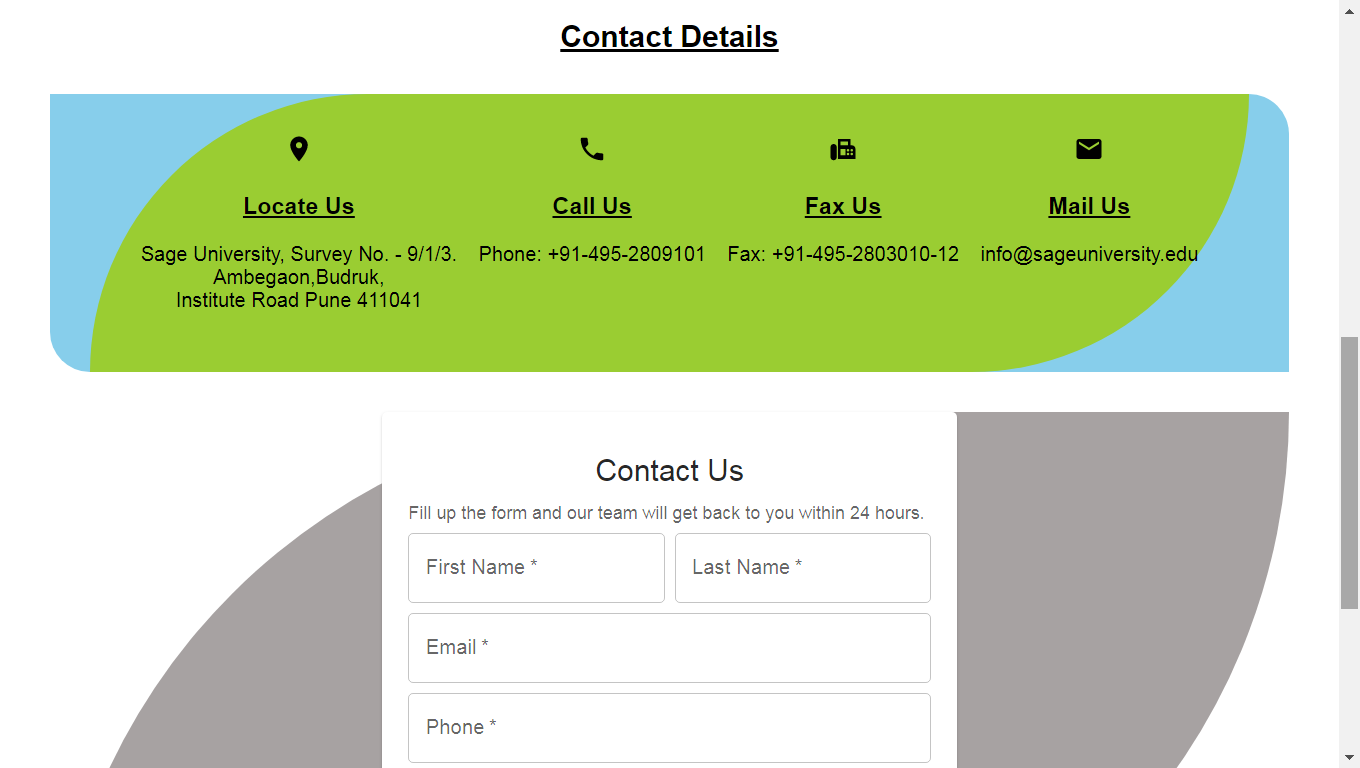 Contact Details
Locate Us
Sage University, Survey No. - 9/1/3.
Ambegaon,Budruk,
Institute Road Pune 411041
Call Us
Phone: +91-495-2809101
Fax Us
Fax: +91-495-2803010-12
Mail Us
info@sageuniversity.edu
Contact Us
Fill up the form and our team will get back to you within 24 hours.
First Name *
Last Name *
Email *
Phone *